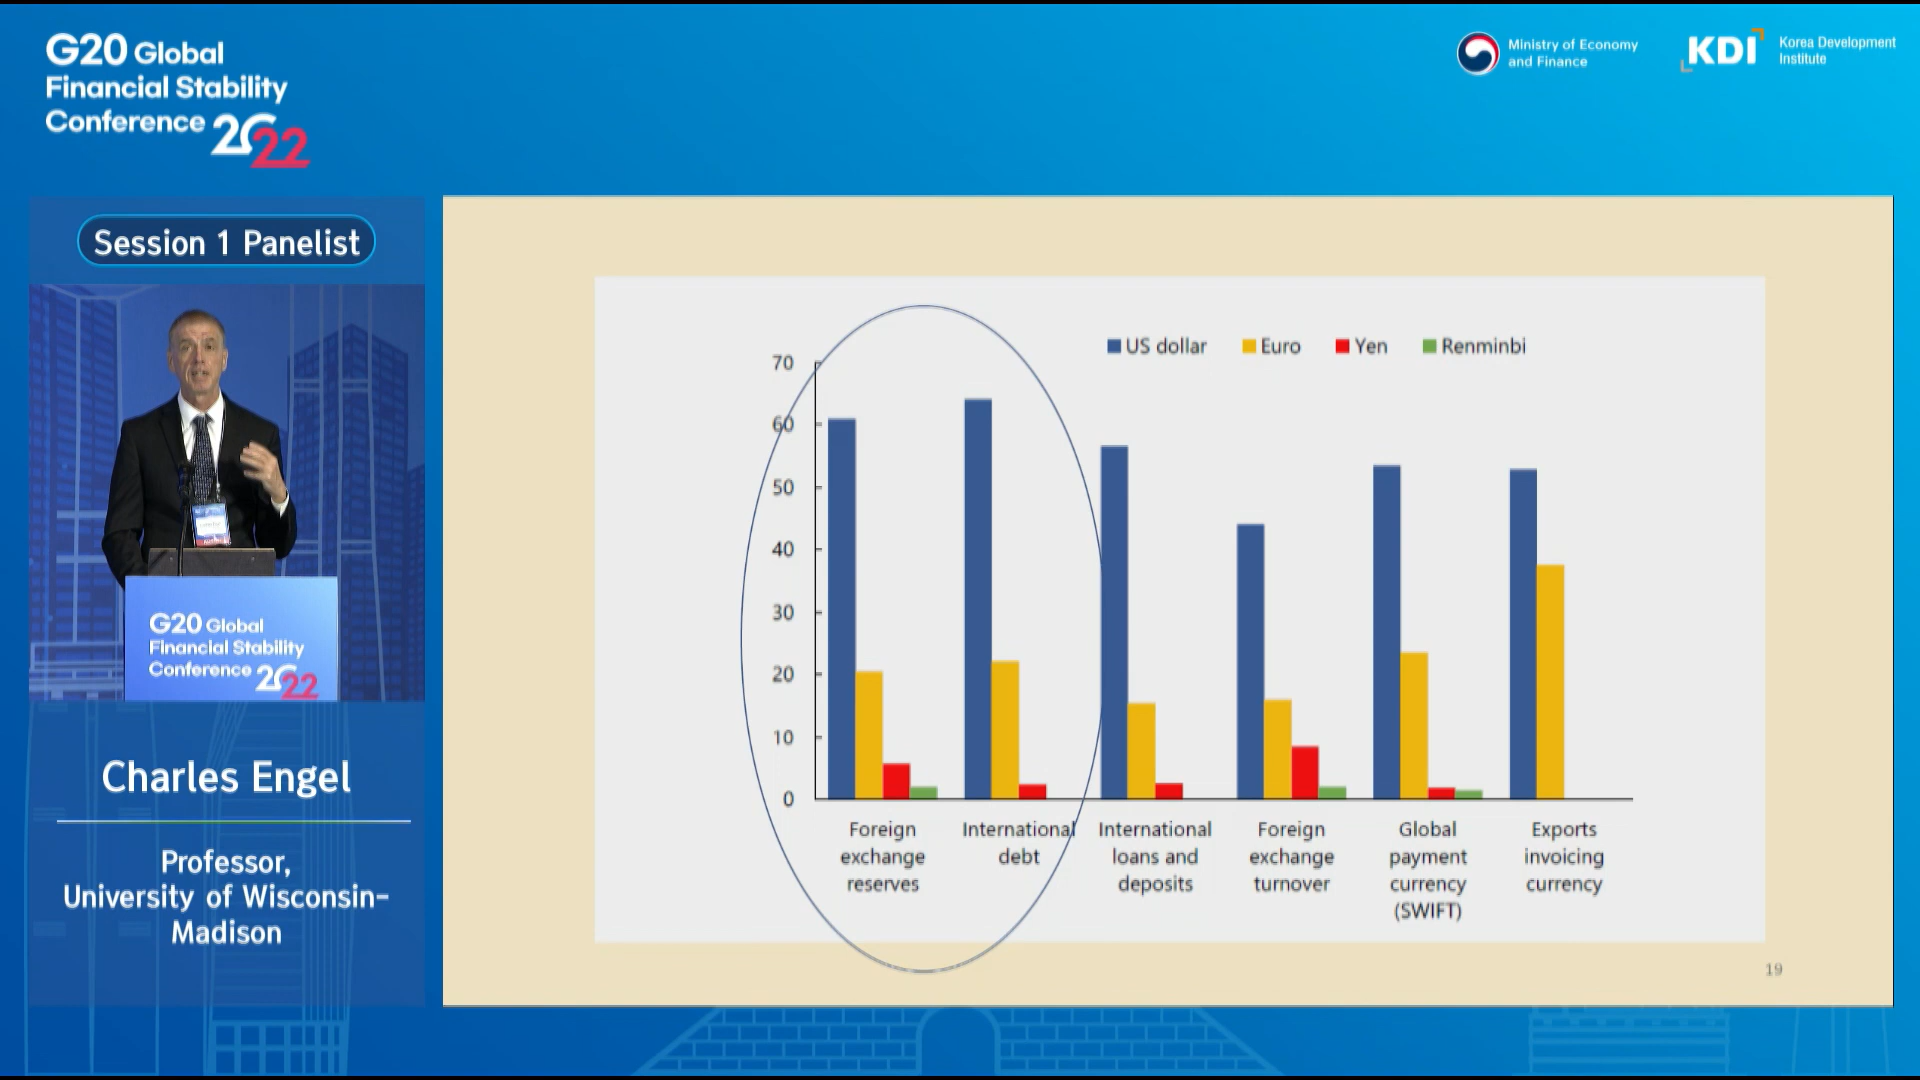 G20 Global
Financial Stability
Conference 2022
Ministry of Economy
and Finance
KDI
Korea Development
Institute
Session 1 Panelist
G20 Global
Financial Stability
Conference 2022
Charles Engel
Professor,
University of Wisconsin-
Madison
US dollar Euro Yen Renminbi
70
60
50
40
30
20
10
0
Foreign
exchange
reserves
International
debt
International
loans and
deposits
Foreign
exchange
turnover
Global
payment
currency
(SWIFT)
Exports
invoicing
currency
19